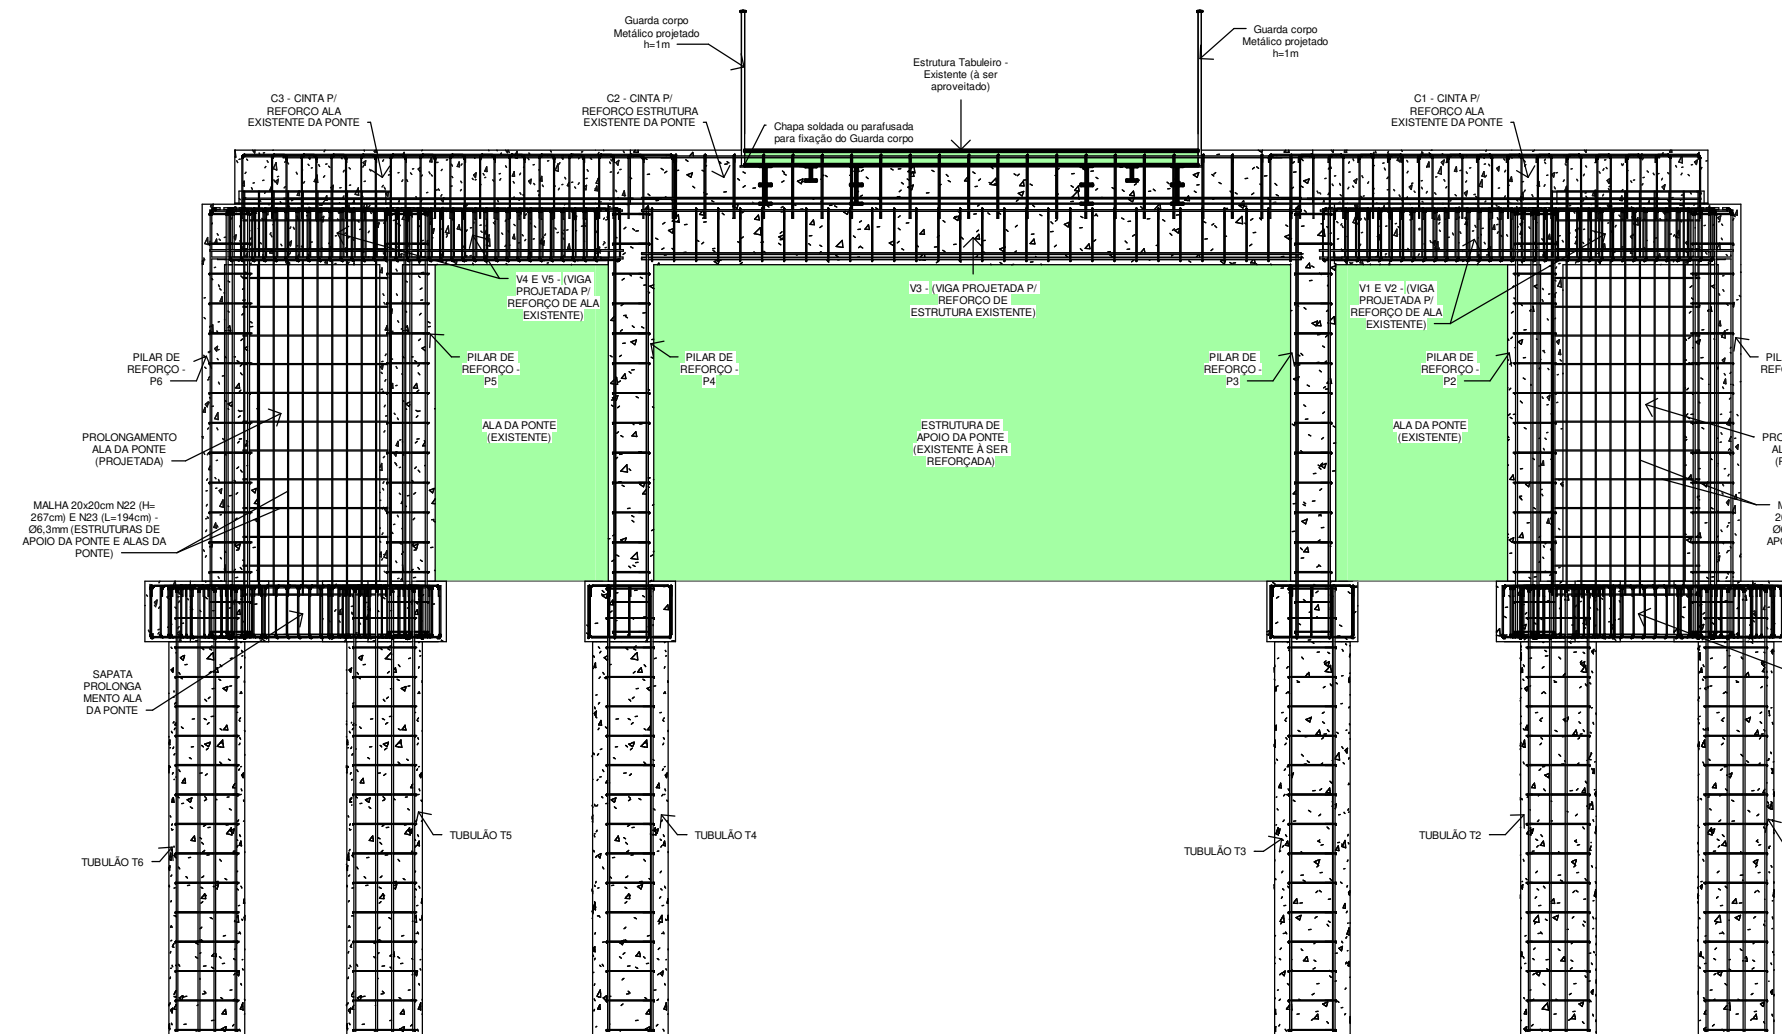 Guarda corpo
Metálico projetado
h=1m
Guarda corpo
Metálico projetado
h=1m
Estrutura Tabuleiro -
Existente (à ser
aproveitado)
C3 - CINTA P/
REFORÇO ALA
EXISTENTE DA PONTE
C2 - CINTA P/
REFORÇO ESTRUTURA
EXISTENTE DA PONTE
Chapa soldada ou parafusada
para fixação do Guarda corpo
C1 - CINTA P/
REFORÇO ALA
EXISTENTE DA PONTE
V4 E V5 - (VIGA
PROJETADA P/
REFORÇO DE ALA
EXISTENTE)
V3 - (VIGA PROJETADA P/
REFORÇO DE
ESTRUTURA EXISTENTE)
V1 E V2 - (VIGA
PROJETADA P/
REFORÇO DE ALA
EXISTENTE)
PILAR DE
REFORÇO -
P6
PILAR DE
REFORÇO -
P5
PILAR DE
REFORÇO -
P4
PILAR DE
REFORÇO -
P3
PILAR DE
REFORÇO -
P2
PROLONGAMENTO
ALA DA PONTE
(PROJETADA)
ALA DA PONTE
(EXISTENTE)
ESTRUTURA DE
APOIO DA PONTE
(EXISTENTE À SER
REFORÇADA)
ALA DA PONTE
(EXISTENTE)
MALHA 20x20cm N22 (H=
267cm) E N23 (L=194cm) -
Ø6,3mm (ESTRUTURAS DE
APOIO DA PONTE E ALAS DA
PONTE)
SAPATA
PROLONGA
MENTO ALA
DA PONTE
TUBULÃO T6
TUBULÃO T5
TUBULÃO T4
TUBULÃO T3
TUBULÃO T2